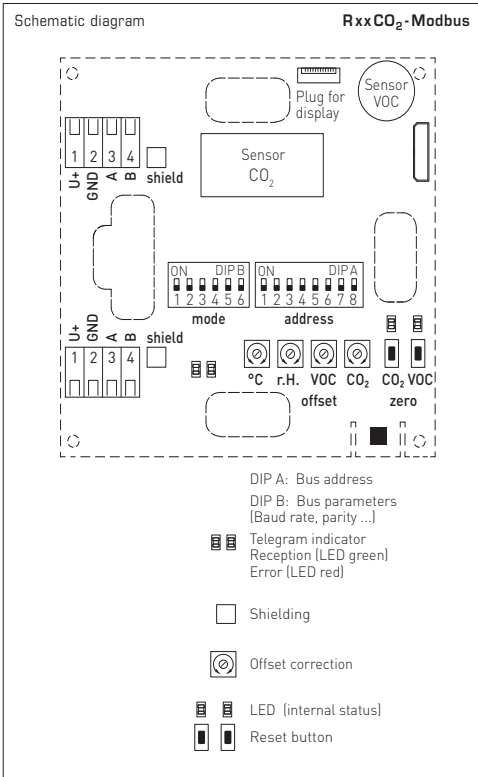 Schematic diagram RxxCO₂-Modbus
Plug for
display
Sensor
VOC
Sensor
CO₂
1 2 3 4
U+ GND A B shield
ON DIP B
1 2 3 4 5 6
mode
ON DIP A
1 2 3 4 5 6 7 8
address
U+ GND A B shield
1 2 3 4
°C r.H. VOC CO₂
offset
CO₂ VOC
zero
DIP A: Bus address
DIP B: Bus parameters
(Baud rate, parity ...)
Telegram indicator
Reception (LED green)
Error (LED red)
Shielding
Offset correction
LED (internal status)
Reset button